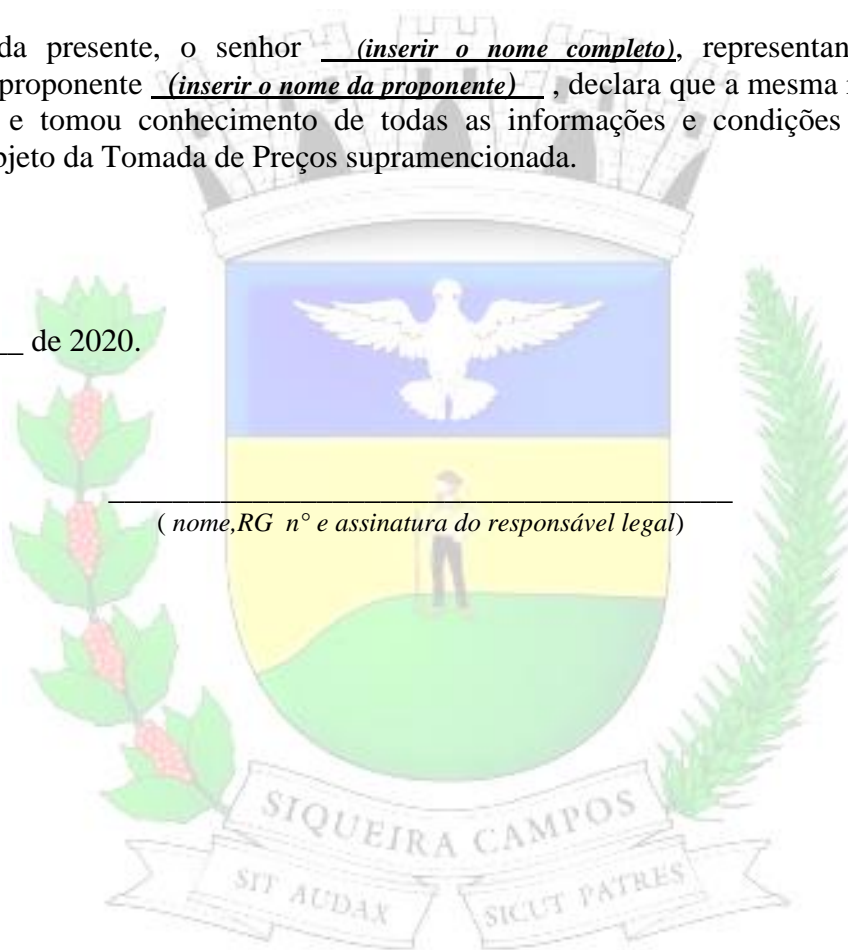 da presente, o senhor (inserir o nome completo), representan
proponente (inserir o nome da proponente) , declara que a mesma
e tomou conhecimento de todas as informações e condições
jeto da Tomada de Preços supramencionada.
__ de 2020.
( nome,RG n° e assinatura do responsável legal)
SIQUEIRA CAMPOS
SIT AUDAX SICUT PATRES